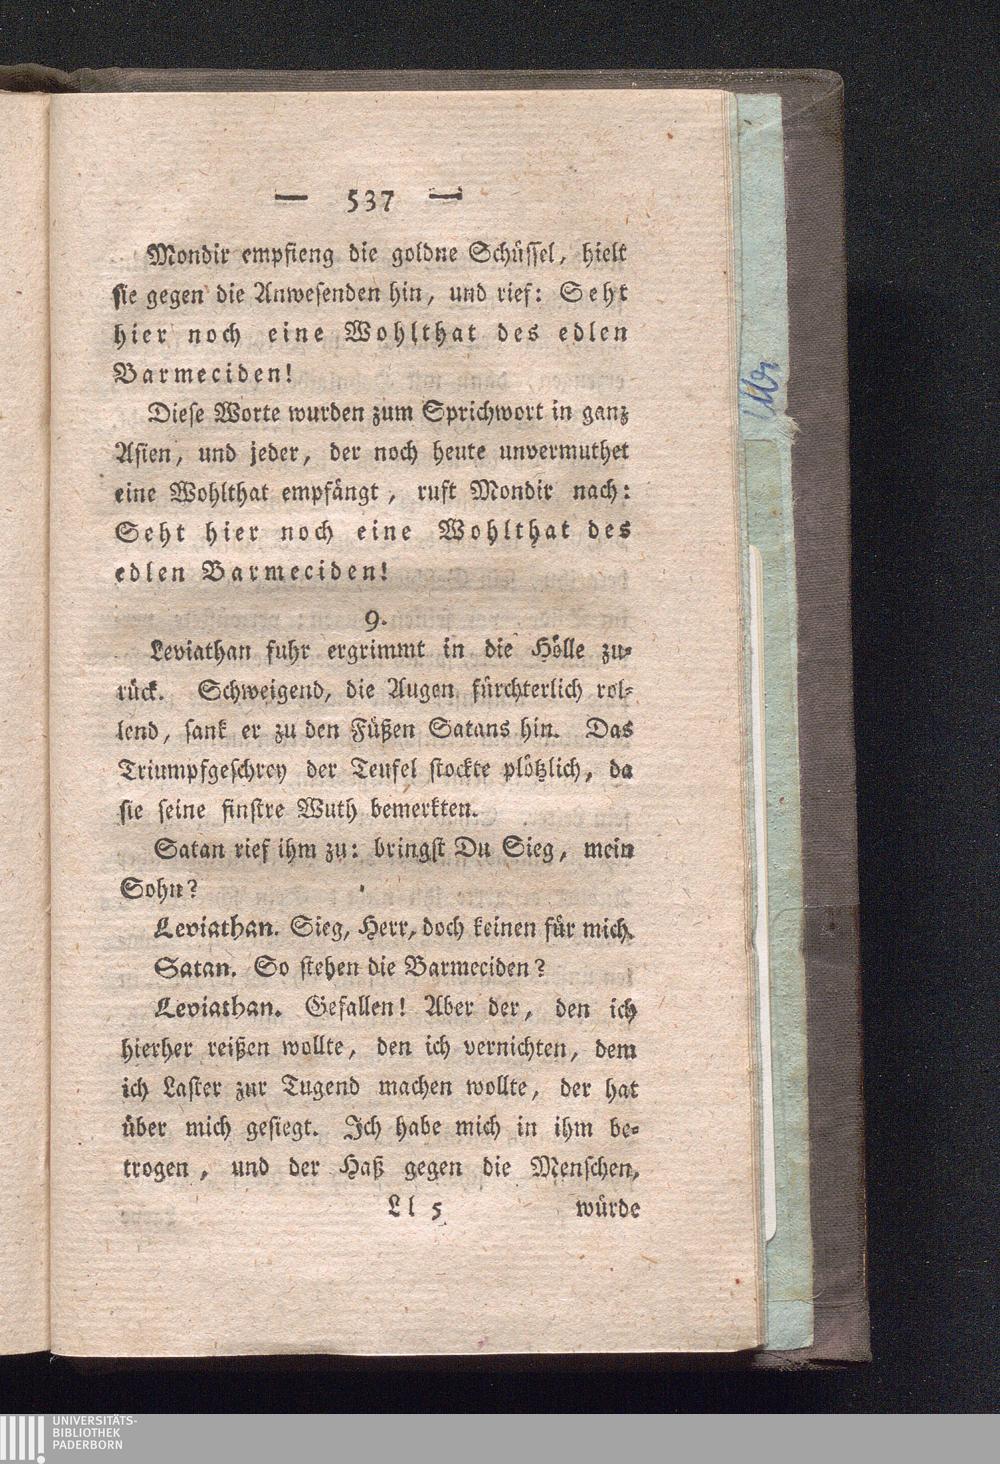 — 537 —
Mondir empfieng die goldne Schüssel, hielt
sie gegen die Anwesenden hin, und rief: Seht
hier noch eine Wohlthat des edlen
Barmeciden!
Diese Worte wurden zum Sprichwort in ganz
Asien, und jeder, der noch heute unvermuthet
eine Wohlthat empfängt, ruft Mondir nach:
Seht hier noch eine Wohlthat des
edlen Barmeciden!
9.
Leviathan fuhr ergrimmt in die Hölle zu-
rück. Schweigend, die Augen fürchterlich rol-
lend, sank er zu den Füßen Satans hin. Das
Triumpfgeschrey der Teufel stockte plötzlich, da
sie seine finstre Wuth bemerkten.
Satan rief ihm zu: bringst Du Sieg, mein
Sohn?
Leviathan. Sieg, Herr, doch keinen für mich.
Satan. So stehen die Barmeciden?
Leviathan. Gefallen! Aber der, den ich
hierher reißen wollte, den ich vernichten, dem
ich Laster zur Tugend machen wollte, der hat
über mich gesiegt. Ich habe mich in ihm be-
trogen, und der Haß gegen die Menschen,
Ll 5 würde
UNIVERSITÄTS-
BIBLIOTHEK
PADERBORN